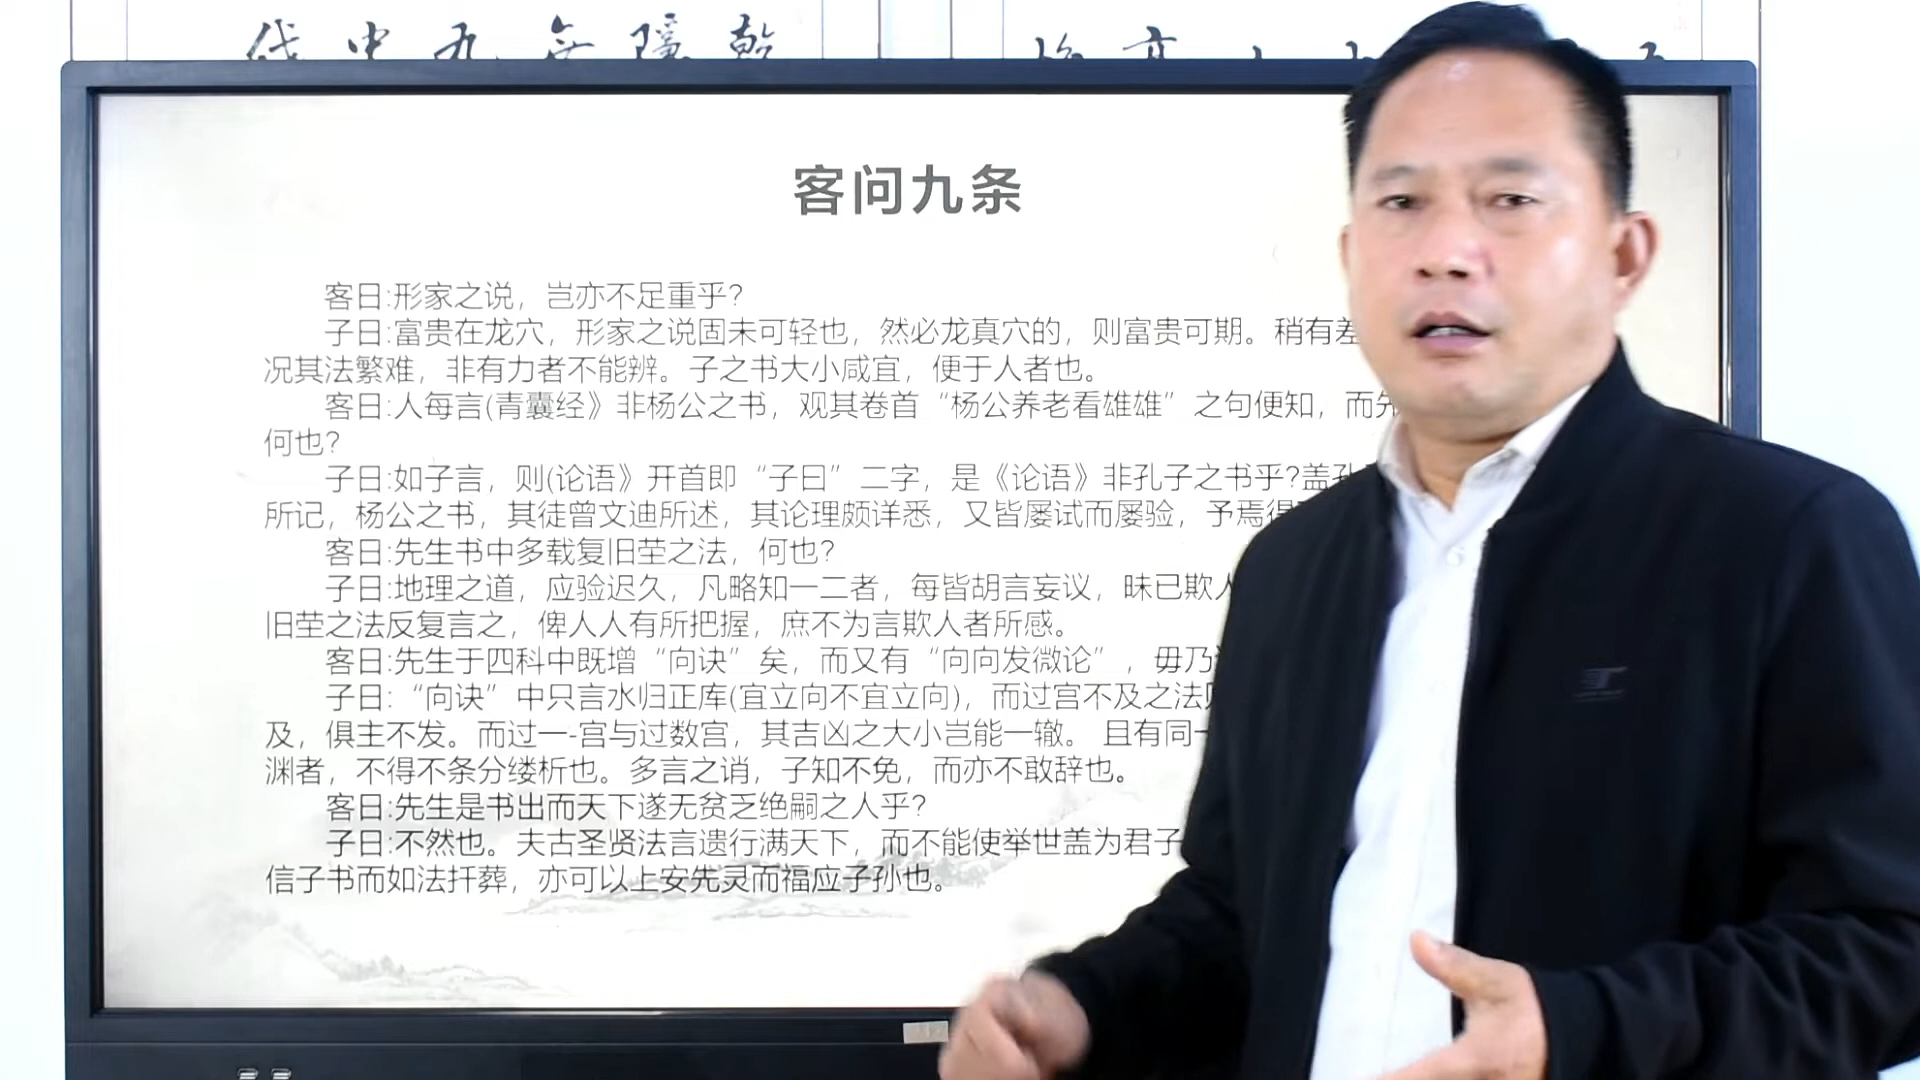 代中九無隱乾
客问九条
客日:形家之说，岂亦不足重乎?
子日:富贵在龙穴，形家之说固未可轻也，然必龙真穴的，则富贵可期。稍有差
况其法繁难，非有力者不能辨。子之书大小咸宜，便于人者也。
客日:人每言(青囊经》非杨公之书，观其卷首“杨公养老看雄雄”之句便知，而先
何也?
子日:如子言，则(论语》开首即“子曰”二字，是《论语》非孔子之书乎?盖孔
所记，杨公之书，其徒曾文迪所述，其论理颇详悉，又皆屡试而屡验，予焉得
客日:先生书中多载复旧茔之法，何也?
子日:地理之道，应验迟久，凡略知一二者，每皆胡言妄议，昧已欺人
旧茔之法反复言之，俾人人有所把握，庶不为言欺人者所感。
客日:先生于四科中既增“向诀”矣，而又有“向向发微论”，毋乃
子日:“向诀”中只言水归正库(宜立向不宜立向)，而过宫不及之法
及，俱主不发。而过一-宫与过数宫，其吉凶之大小岂能一辙。 且有同
渊者，不得不条分缕析也。多言之诮，子知不免，而亦不敢辞也。
客日:先生是书出而天下遂无贫乏绝嗣之人乎?
子日:不然也。夫古圣贤法言遗行满天下，而不能使举世盖为君子
信子书而如法扦葬，亦可以上安先灵而福应子孙也。